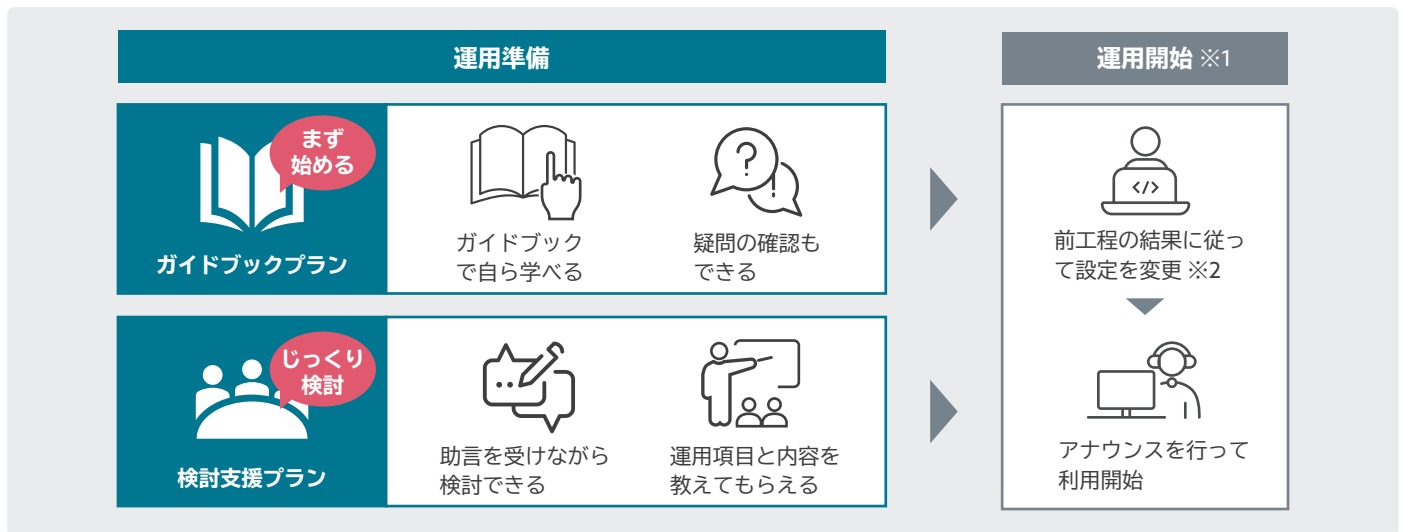 運用準備
運用開始 ※1
まず
始める
ガイドブックプラン
ガイドブック
で自ら学べる
?
疑問の確認も
できる
</>
前工程の結果に従っ
て設定を変更 ※2
じっくり
検討
検討支援プラン
助言を受けながら
検討できる
運用項目と内容を
教えてもらえる
アナウンスを行って
利用開始